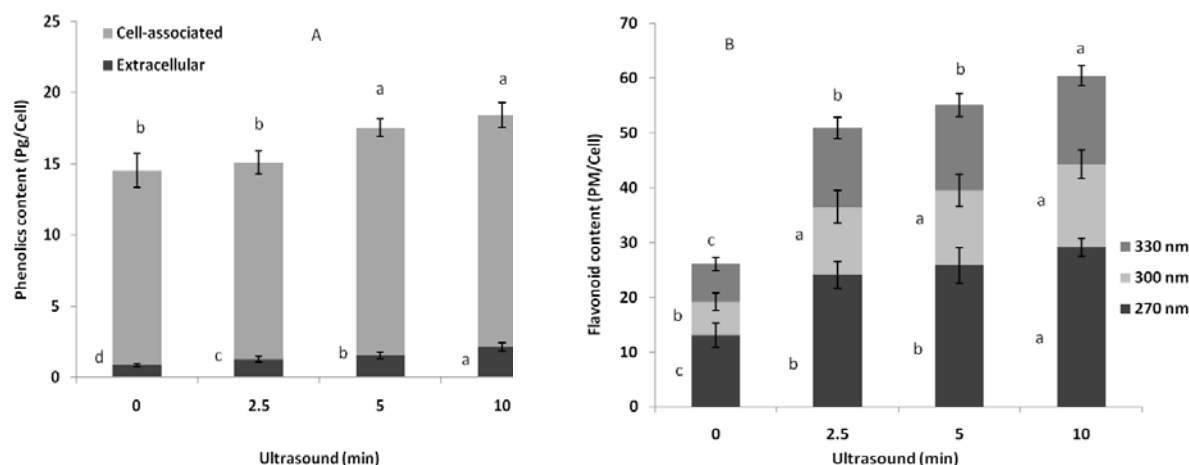 A
Cell-associated
Extracellular
Phenolics content (Pg/Cell)
25
20
15
10
5
0
b
b
a
a
d
c
b
a
0 2.5 5 10
Ultrasound (min)
B
Flavonoid content (PM/Cell)
70
60
50
40
30
20
10
0
c
b
b
a
b
a
a
a
c
b
b
a
330 nm
300 nm
270 nm
0 2.5 5 10
Ultrasound (min)